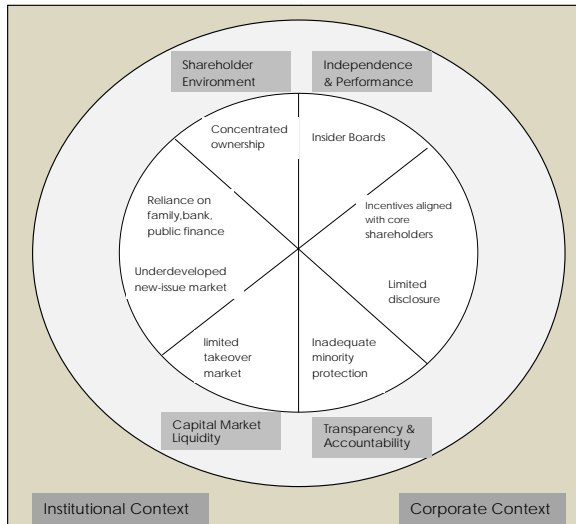 Shareholder
Environment
Independence
& Performance
Concentrated
ownership
Insider Boards
Reliance on
family,bank,
public finance
Incentives aligned
with core
shareholders
Underdeveloped
new-issue market
Limited
disclosure
limited
takeover
market
Inadequate
minority
protection
Capital Market
Liquidity
Transparency &
Accountability
Institutional Context
Corporate Context